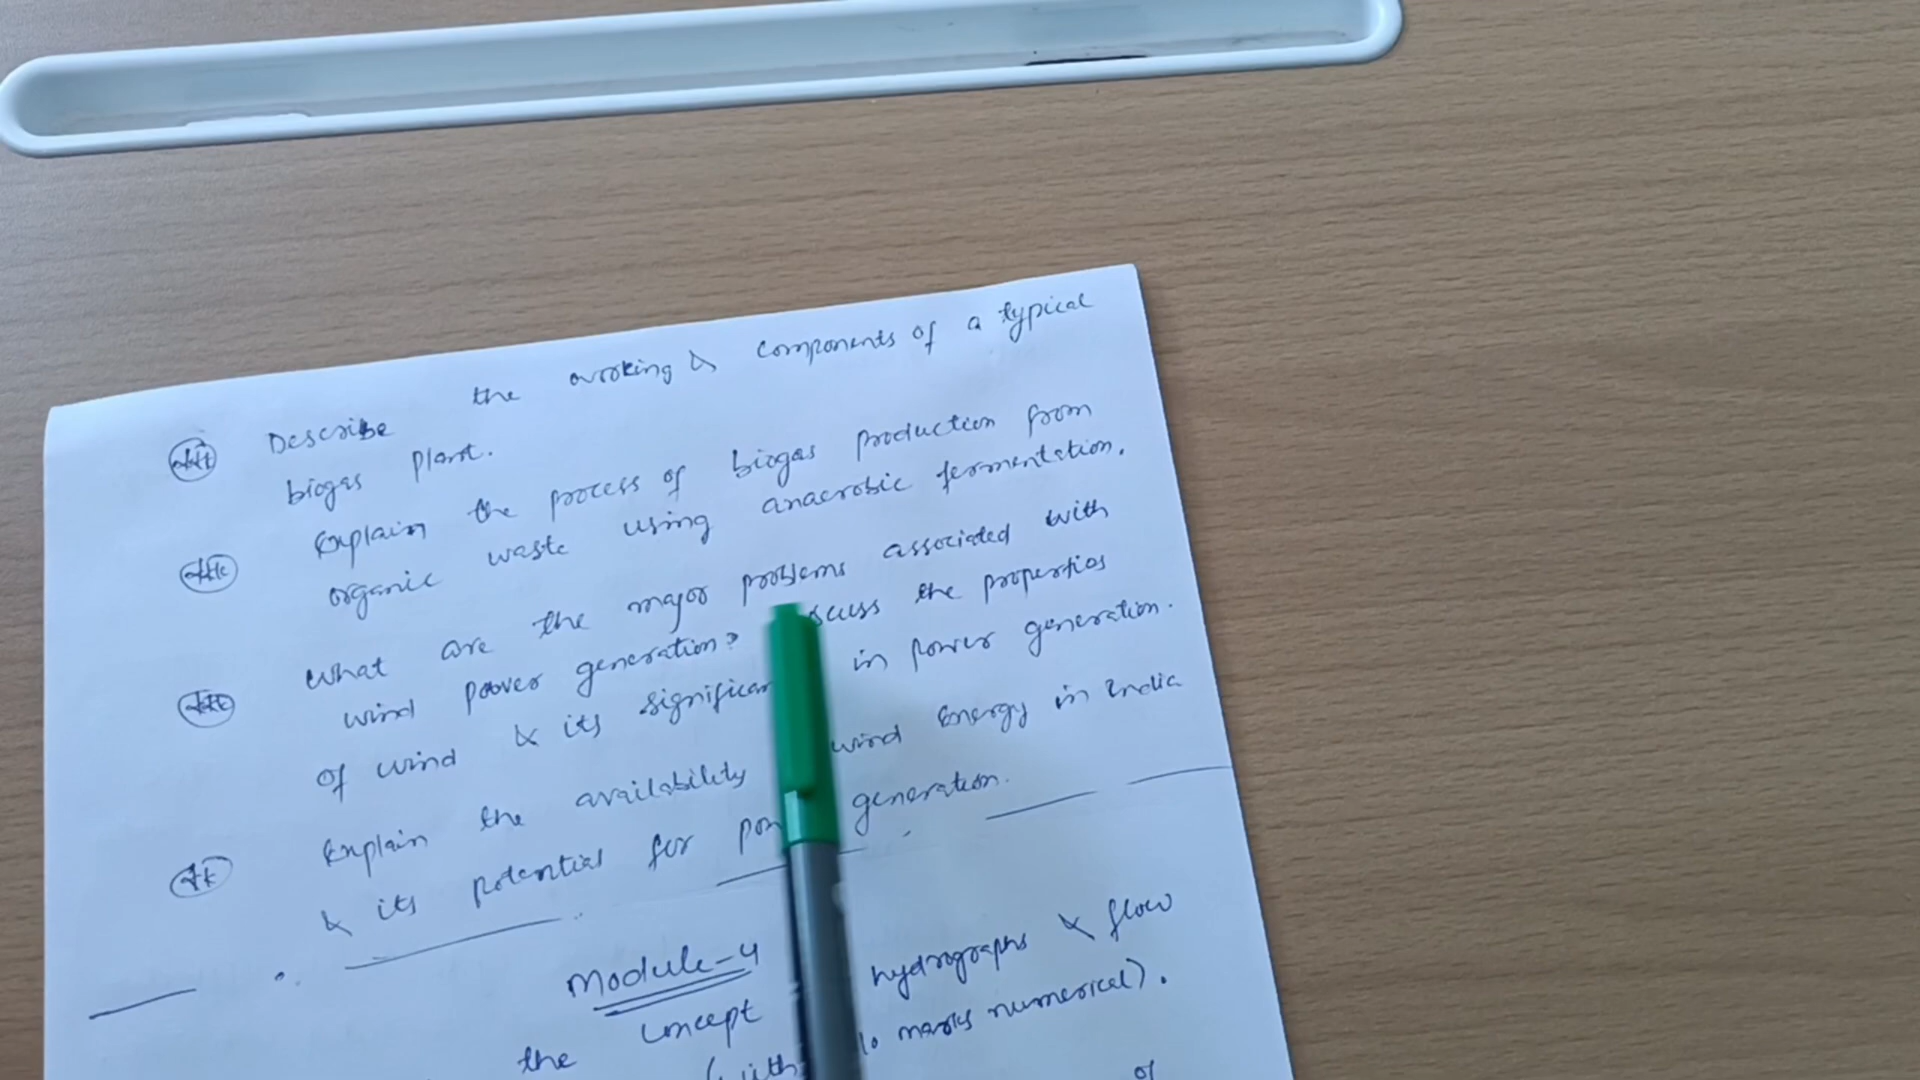 Describe the working & components of a typical
biogas plant.
Explain the process of biogas production from
organic waste using anaerobic fermentation.
What are the major problems associated with
wind power generation? the properties
of wind & its in power generation.
Explain the availability wind energy in India
& its potential for generation.
Module-4
the concept hydrographs & flow
10 marks numerical).
of